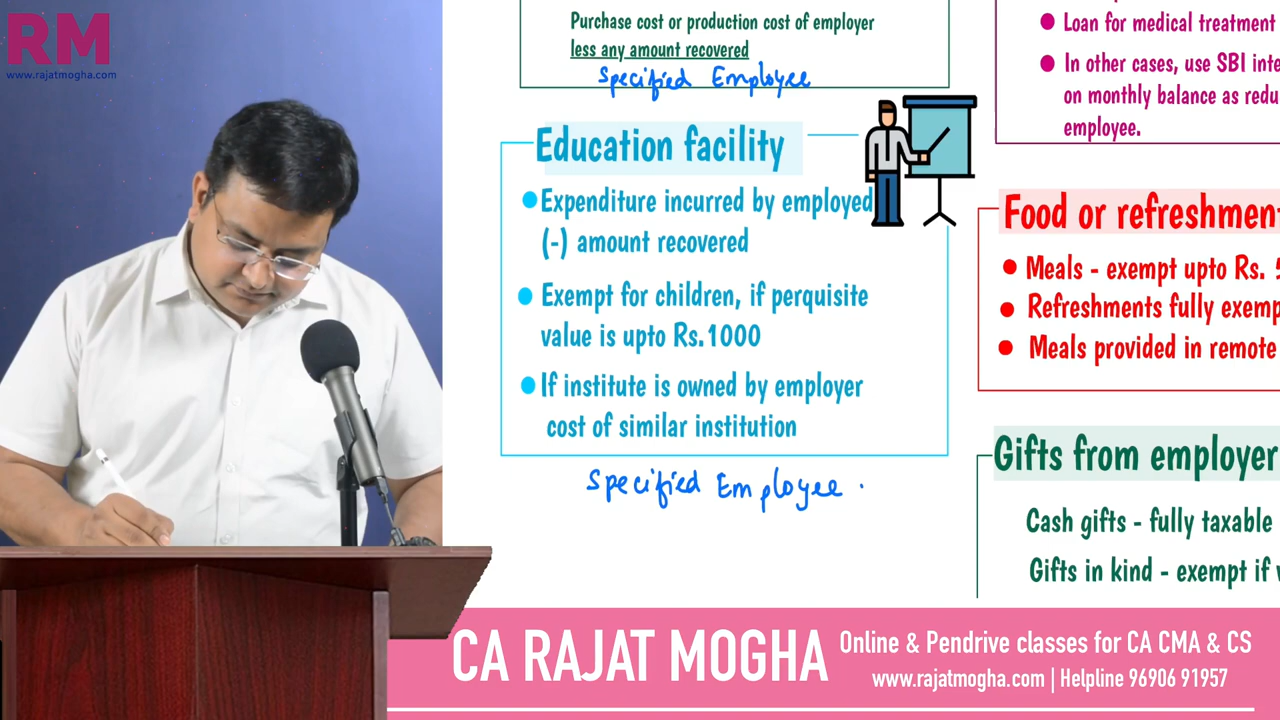 RM
www.rajatmogha.com
Purchase cost or production cost of employer
less any amount recovered
Specified Employee
Education facility
Expenditure incurred by employed
(-) amount recovered
Exempt for children, if perquisite
value is upto Rs.1000
If institute is owned by employer
cost of similar institution
Specified Employee.
Loan for medical treatment
In other cases, use SBI inte
on monthly balance as redu
employee.
Food or refreshmen
Meals - exempt upto Rs.
Refreshments fully exemp
Meals provided in remote
Gifts from employer
Cash gifts - fully taxable
Gifts in kind - exempt if
CA RAJAT MOGHA
Online & Pendrive classes for CA CMA & CS
www.rajatmogha.com | Helpline 96906 91957